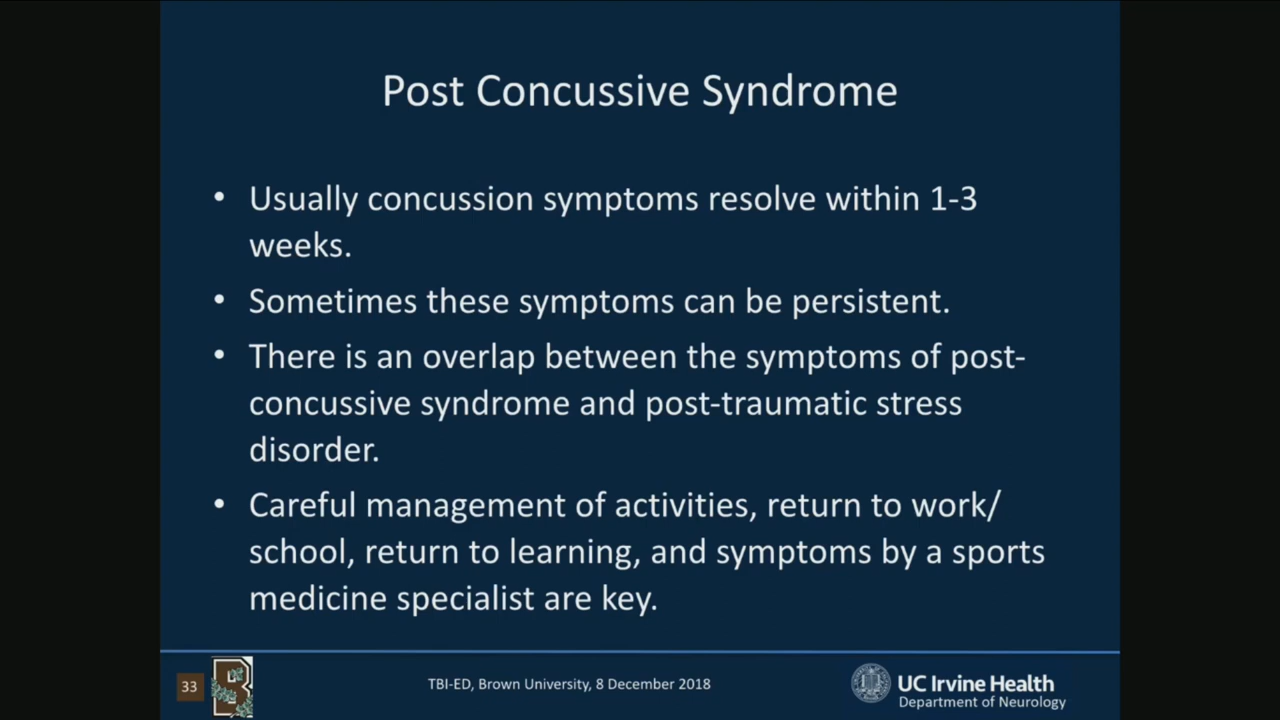 Post Concussive Syndrome
• Usually concussion symptoms resolve within 1-3
weeks.
• Sometimes these symptoms can be persistent.
• There is an overlap between the symptoms of post-
concussive syndrome and post-traumatic stress
disorder.
• Careful management of activities, return to work/
school, return to learning, and symptoms by a sports
medicine specialist are key.
33
B
TBI-ED, Brown University, 8 December 2018
UC Irvine Health
Department of Neurology